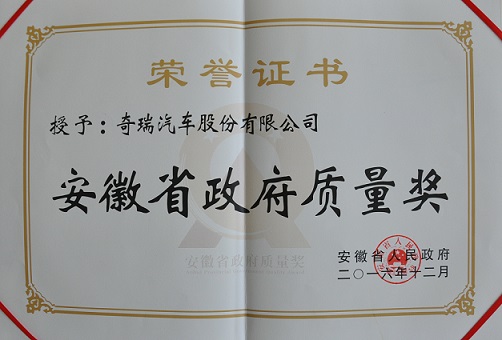 荣誉证书
授予：奇瑞汽车股份有限公司
安徽省政府质量奖
安徽省政府质量奖
安徽省人民政府
二〇一六年十二月